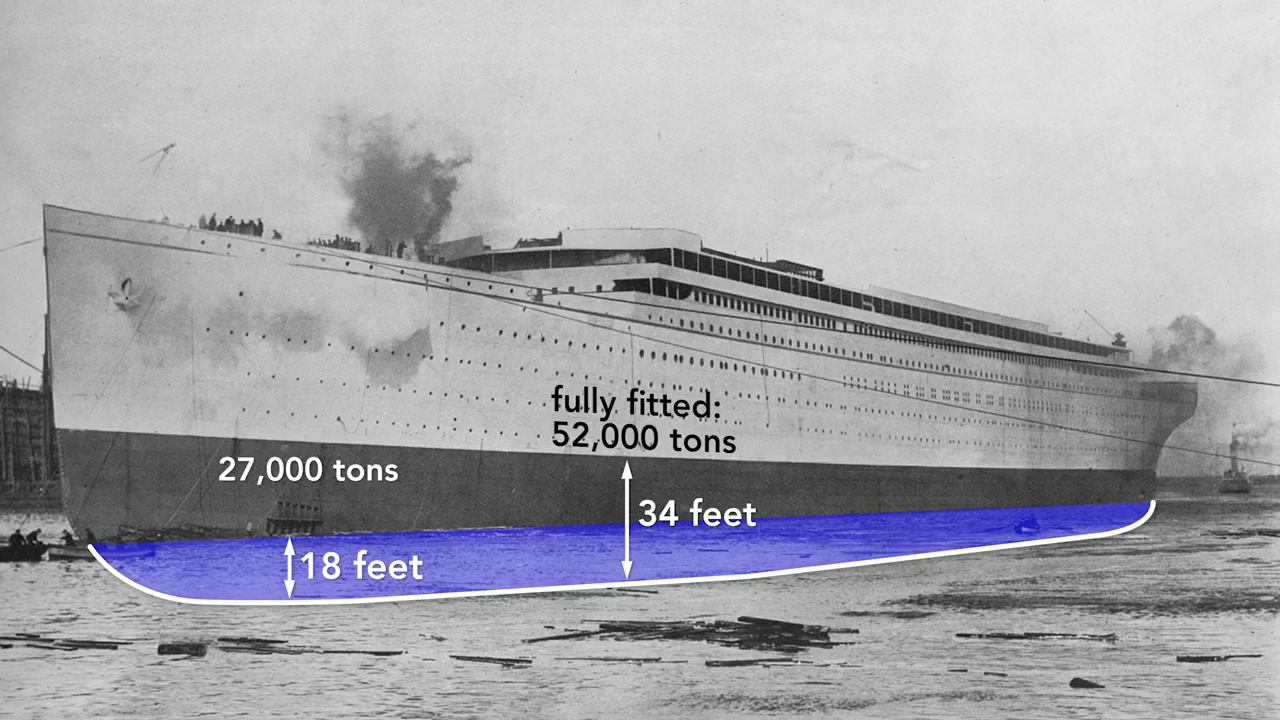 fully fitted:
52,000 tons
27,000 tons
34 feet
18 feet